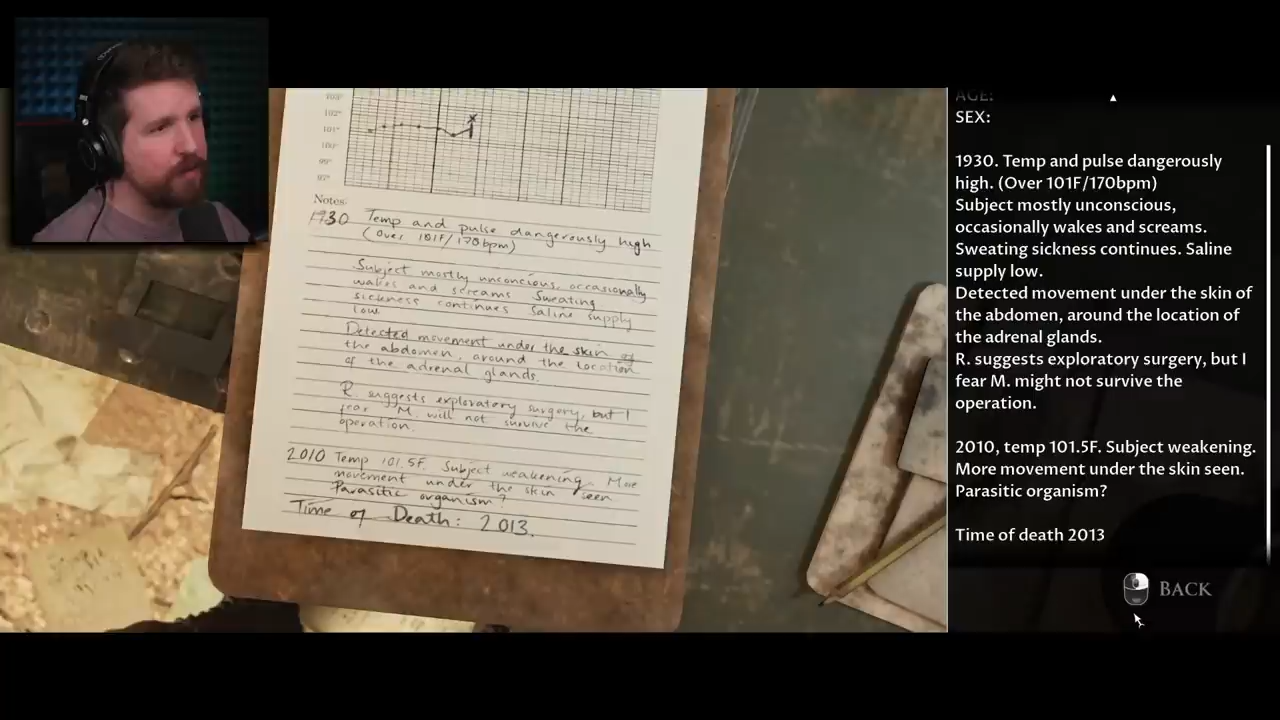 103°
102°
101°
100°
99°
97°
Notes:
1930 Temp and pulse dangerously high
(Over 101F/170bpm)
Subject mostly unconcious, occasionally
wakes and screams Sweating
sickness continues Saline supply
low.
Detected movement under the skin of
the abdomen, around the location
of the adrenal glands.
R. suggests exploratory surgery, but I
fear M. will not survive the
operation.
2010 Temp 101.5F. Subject weakening. More
movement under the skin seen
Parasitic organism?
Time of Death: 2013.
AGE:
SEX:
1930. Temp and pulse dangerously
high. (Over 101F/170bpm)
Subject mostly unconscious,
occasionally wakes and screams.
Sweating sickness continues. Saline
supply low.
Detected movement under the skin of
the abdomen, around the location of
the adrenal glands.
R. suggests exploratory surgery, but I
fear M. might not survive the
operation.
2010, temp 101.5F. Subject weakening.
More movement under the skin seen.
Parasitic organism?
Time of death 2013
BACK